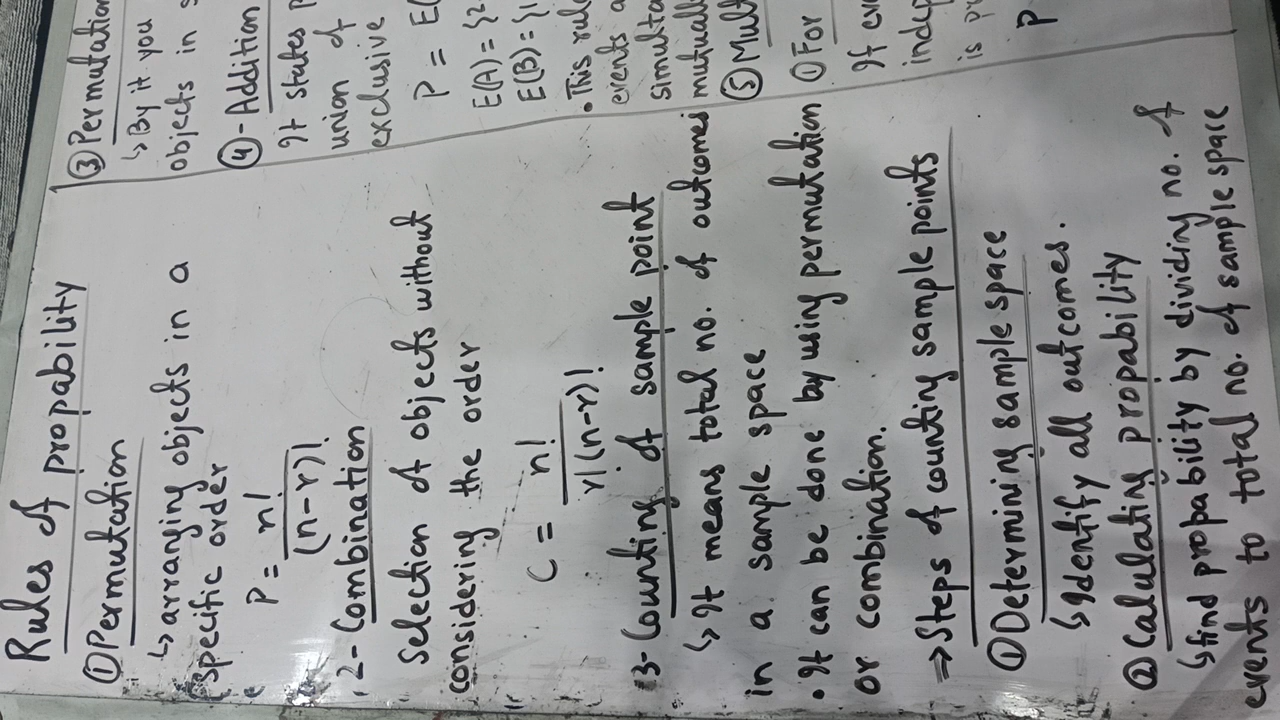 Rules of propability
① Permutation
↳ arranging objects in a
specific order
P = n!
(n-r)!
2- Combination
Selection of objects without
considering the order
C = n!
r!(n-r)!
3- Counting of sample point
↳ It means total no. of outcomes
in a sample space
• It can be done by using permutation
or combination.
⇒ Steps of counting sample points
① Determining sample space
↳ Identify all outcomes.
② Calculating propability
↳ find propability by dividing no. of
events to total no. of sample space
③ Permutation
↳ By it you
objects in s
④ - Addition
It states p
union of
exclusive
P = E(
E(A) = {2
E(B) = {1
• This rule
events a
simulta
mutuall
⑤ Mult
① For
If eve
indep
is pr
P